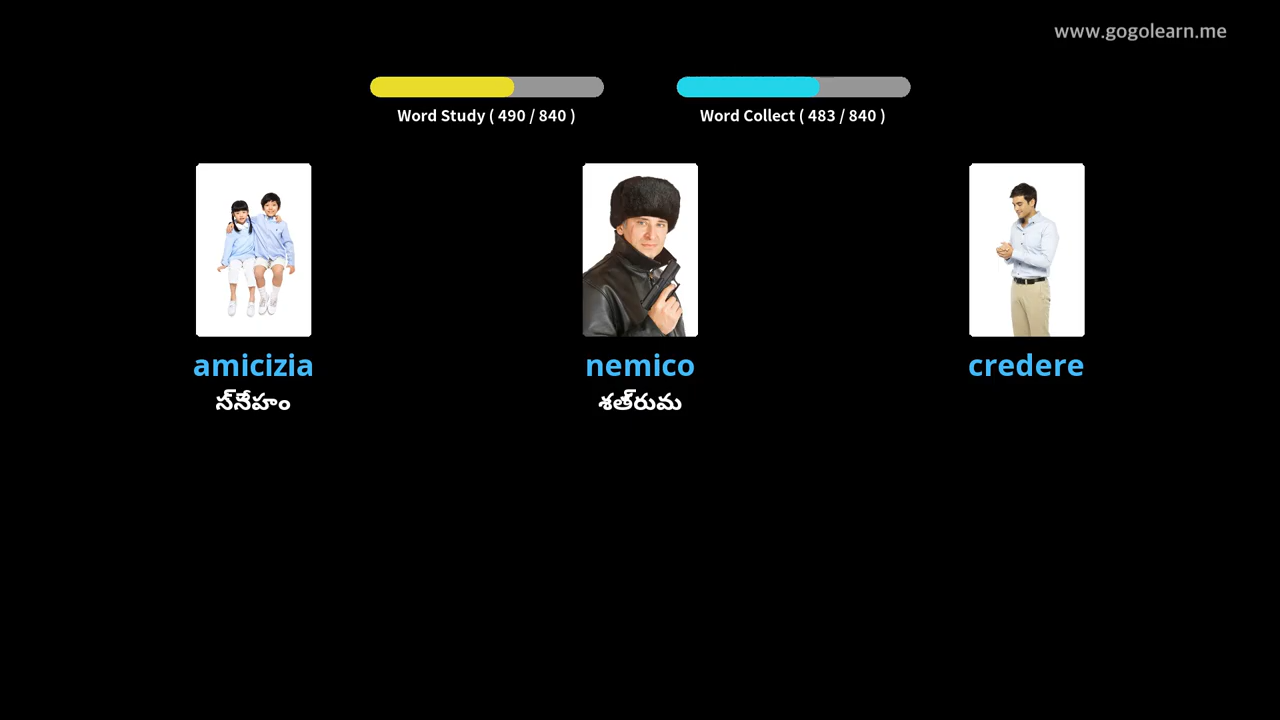 www.gogolearn.me
Word Study ( 490 / 840 )
Word Collect ( 483 / 840 )
amicizia
nemico
credere
స్నేహం
శత్రుమ